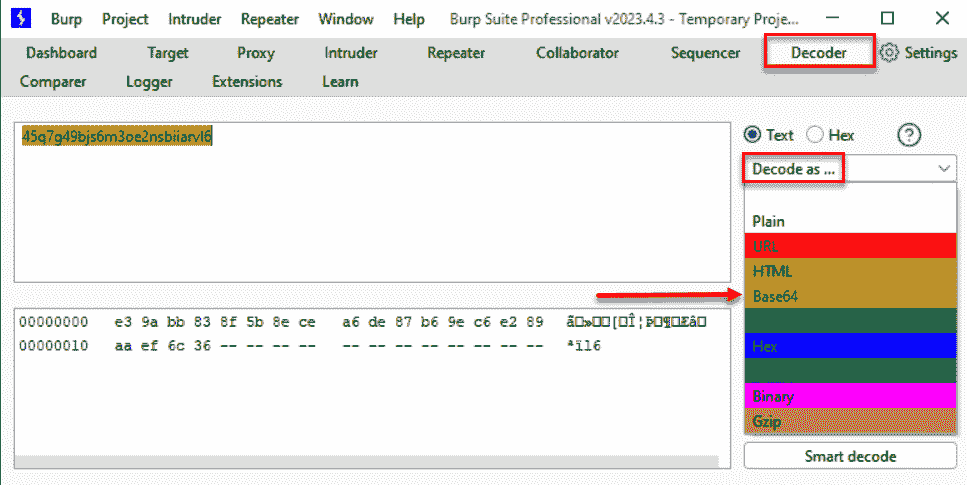 Burp Project Intruder Repeater Window Help Burp Suite Professional v2023.4.3 - Temporary Proje...
Dashboard Target Proxy Intruder Repeater Collaborator Sequencer Decoder Settings
Comparer Logger Extensions Learn
45q7g49bjs6m3oe2nsbiiarvl6
Text Hex ?
Decode as ...
Plain
URL
HTML
Base64
Hex
Binary
Gzip
00000000 e3 9a bb 83 8f 5b 8e ce a6 de 87 b6 9e c6 e2 89
00000010 aa ef 6c 36 -- -- -- -- -- -- -- -- -- -- -- -- ªïl6
Smart decode